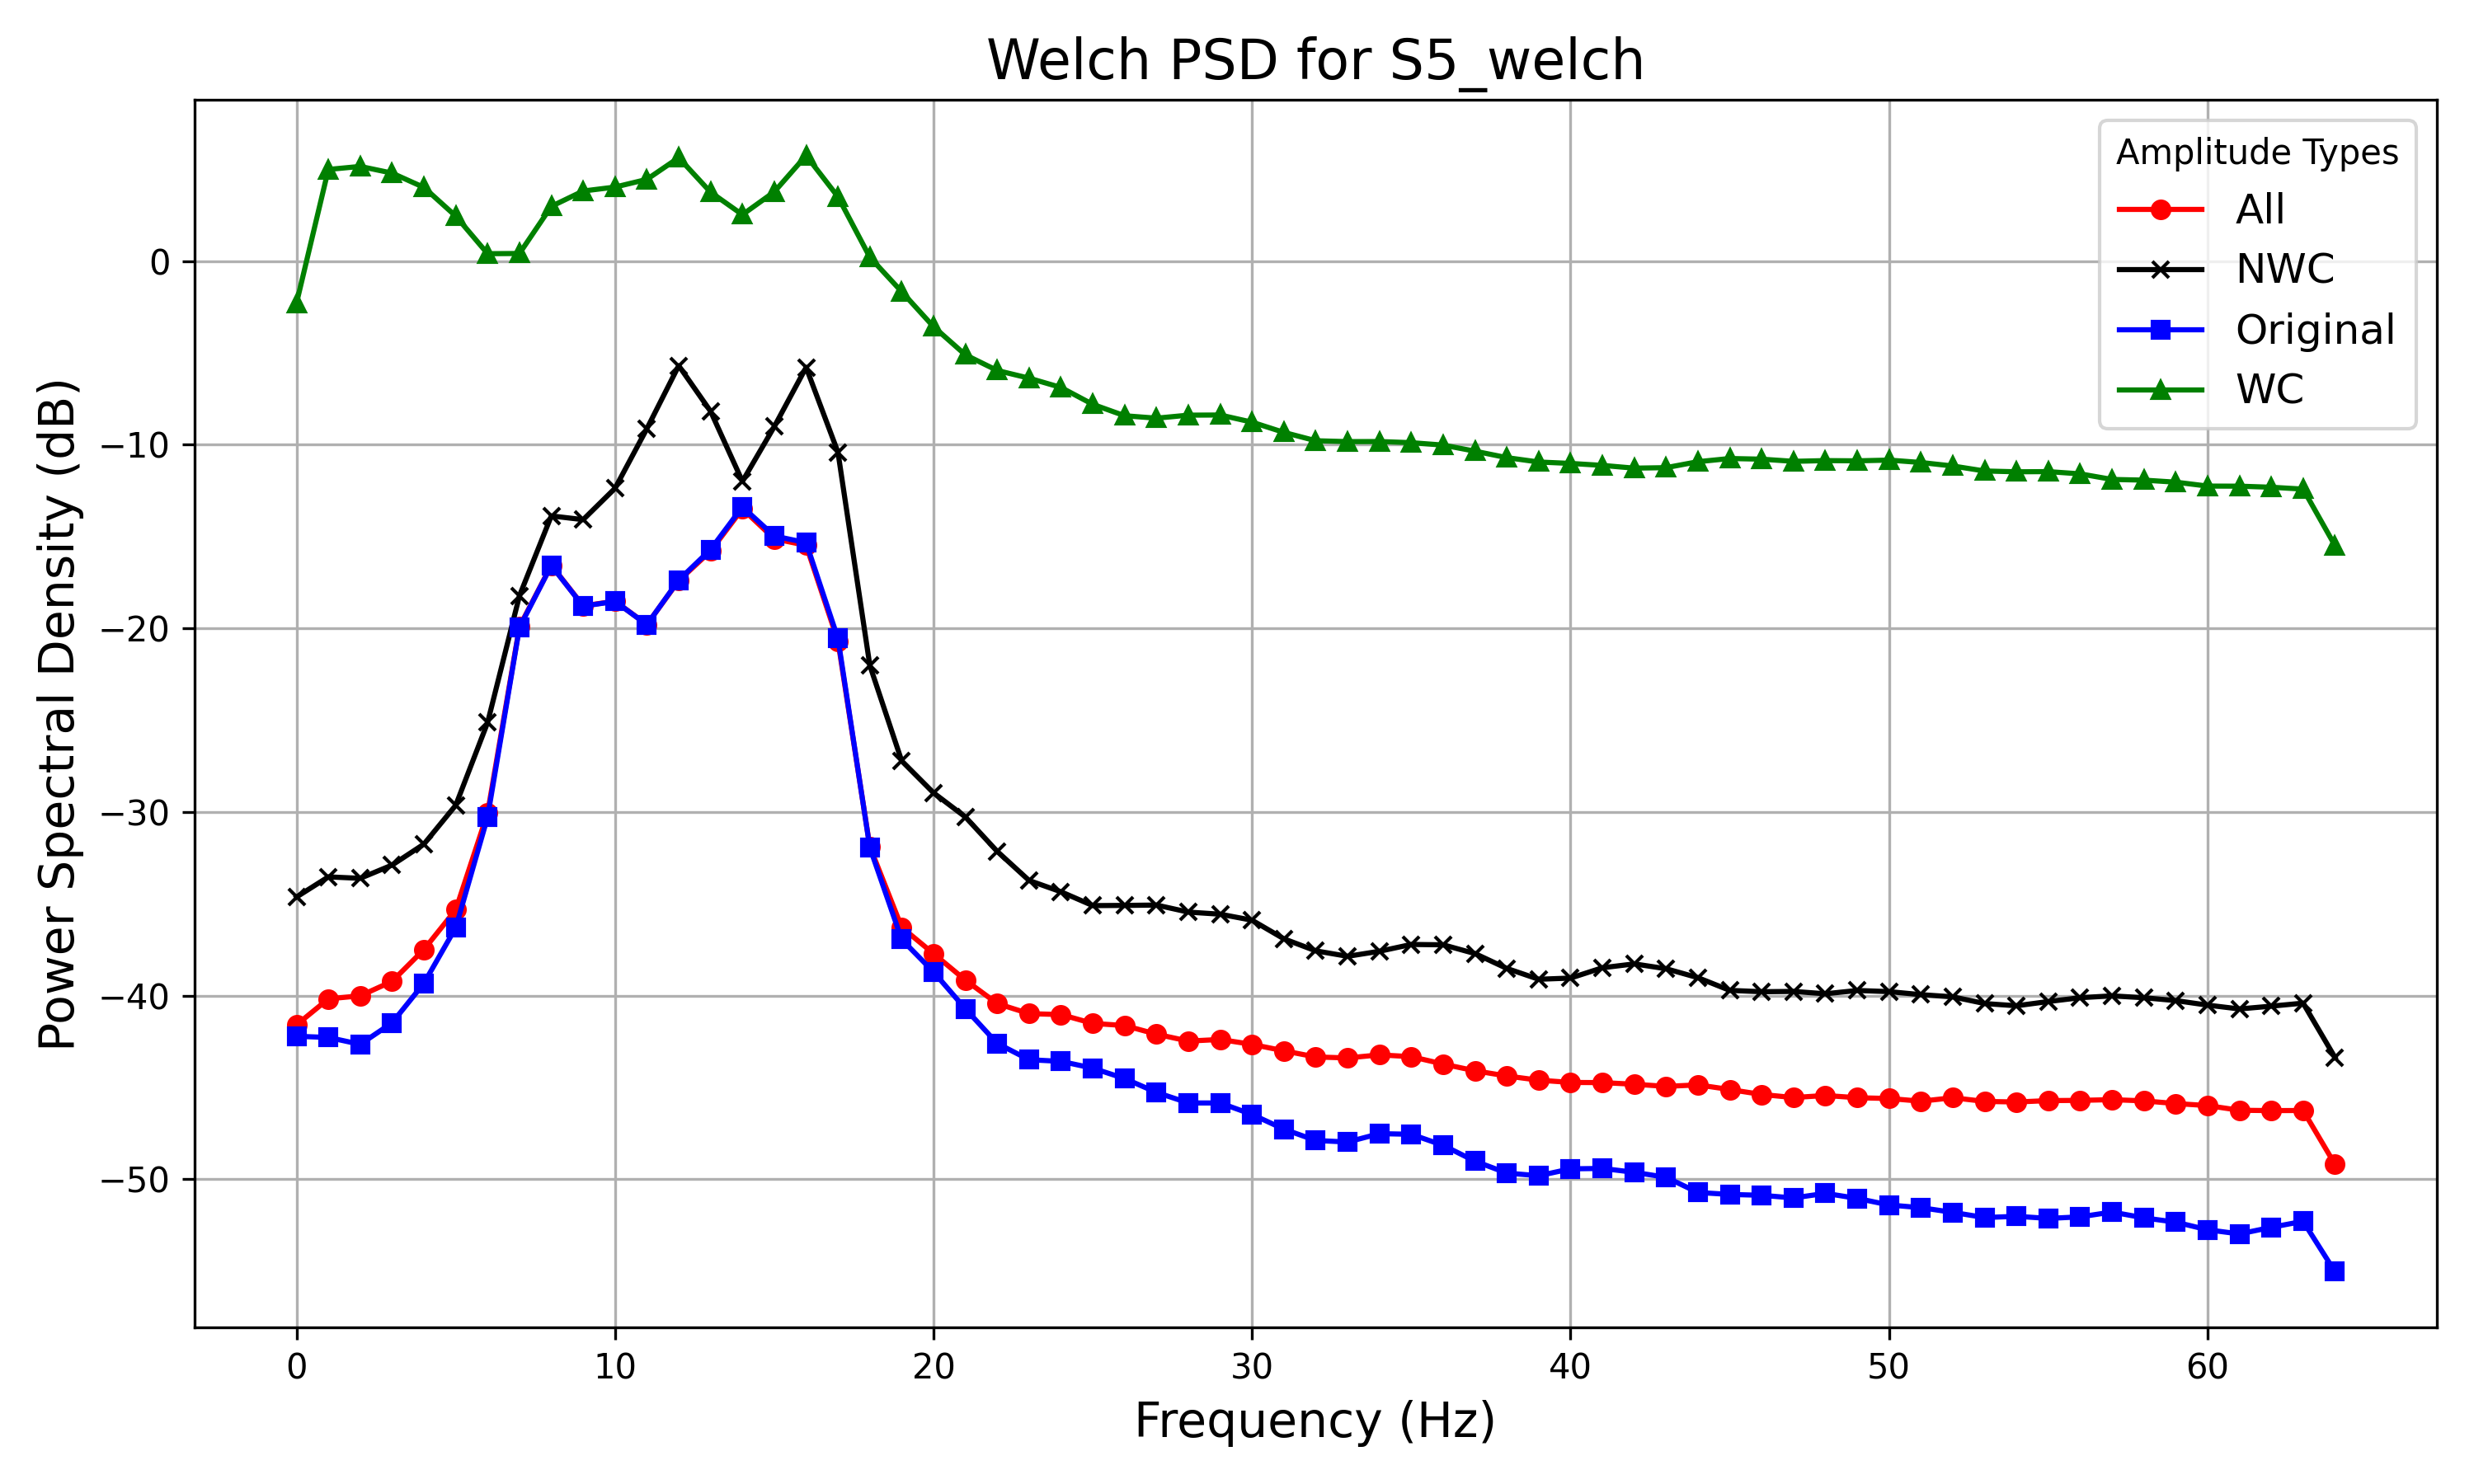 Welch PSD for S5_welch
Amplitude Types
All
NWC
Original
WC
Power Spectral Density (dB)
0
−10
−20
−30
−40
−50
0 10 20 30 40 50 60
Frequency (Hz)